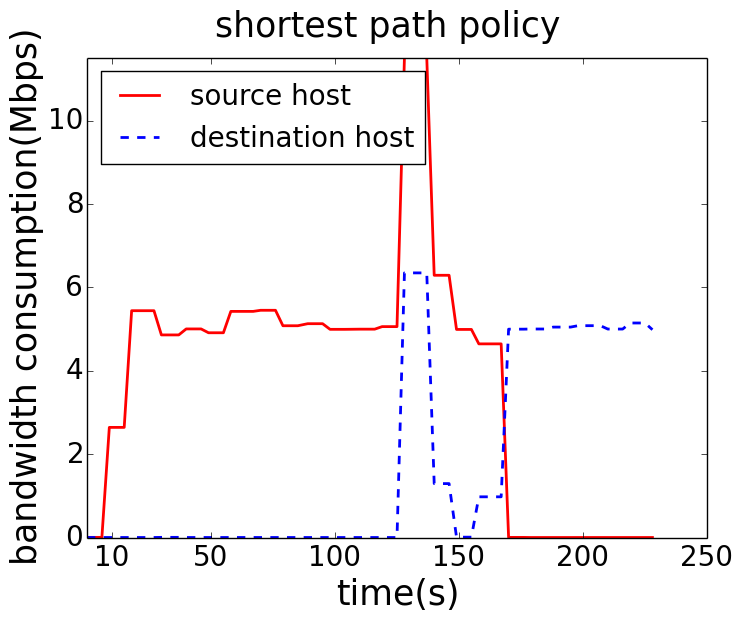 shortest path policy
source host
destination host
bandwidth consumption(Mbps)
10
8
6
4
2
0
10 50 100 150 200 250
time(s)